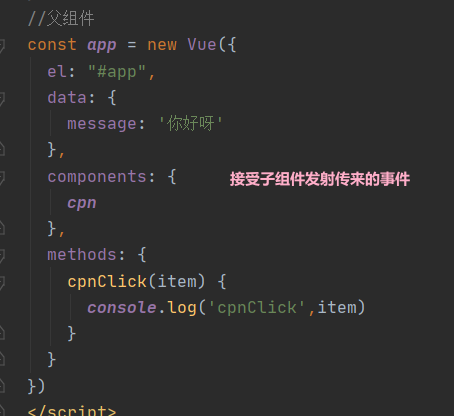 //父组件
const app = new Vue({
el: "#app",
data: {
message: '你好呀'
},
components: {
接受子组件发射传来的事件
cpn
},
methods: {
cpnClick(item) {
console.log('cpnClick',item)
}
}
})
</script>